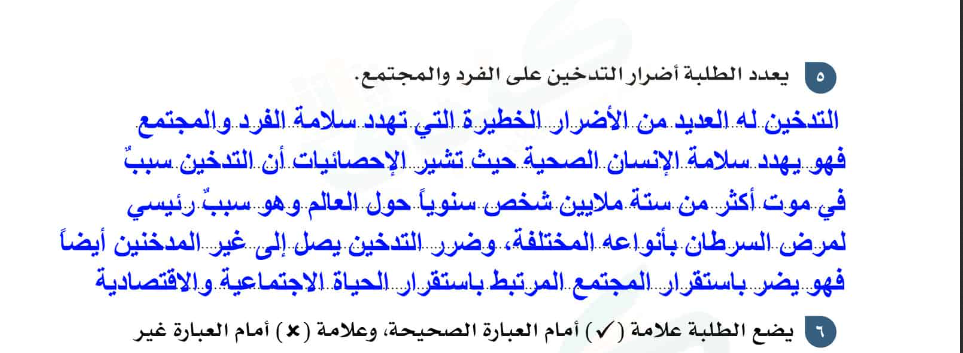 ٥ يعدد الطلبة أضرار التدخين على الفرد والمجتمع.
التدخين له العديد من الأضرار الخطيرة التي تهدد سلامة الفرد والمجتمع
فهو يهدد سلامة الإنسان الصحية حيث تشير الإحصائيات أن التدخين سببٌ
في موت أكثر من ستة ملايين شخص سنوياً حول العالم وهو سببٌ رئيسي
لمرض السرطان بأنواعه المختلفة، وضرر التدخين يصل إلى غير المدخنين أيضاً
فهو يضر باستقرار المجتمع المرتبط باستقرار الحياة الاجتماعية والاقتصادية
٦ يضع الطلبة علامة (✓) أمام العبارة الصحيحة، وعلامة (✗) أمام العبارة غير